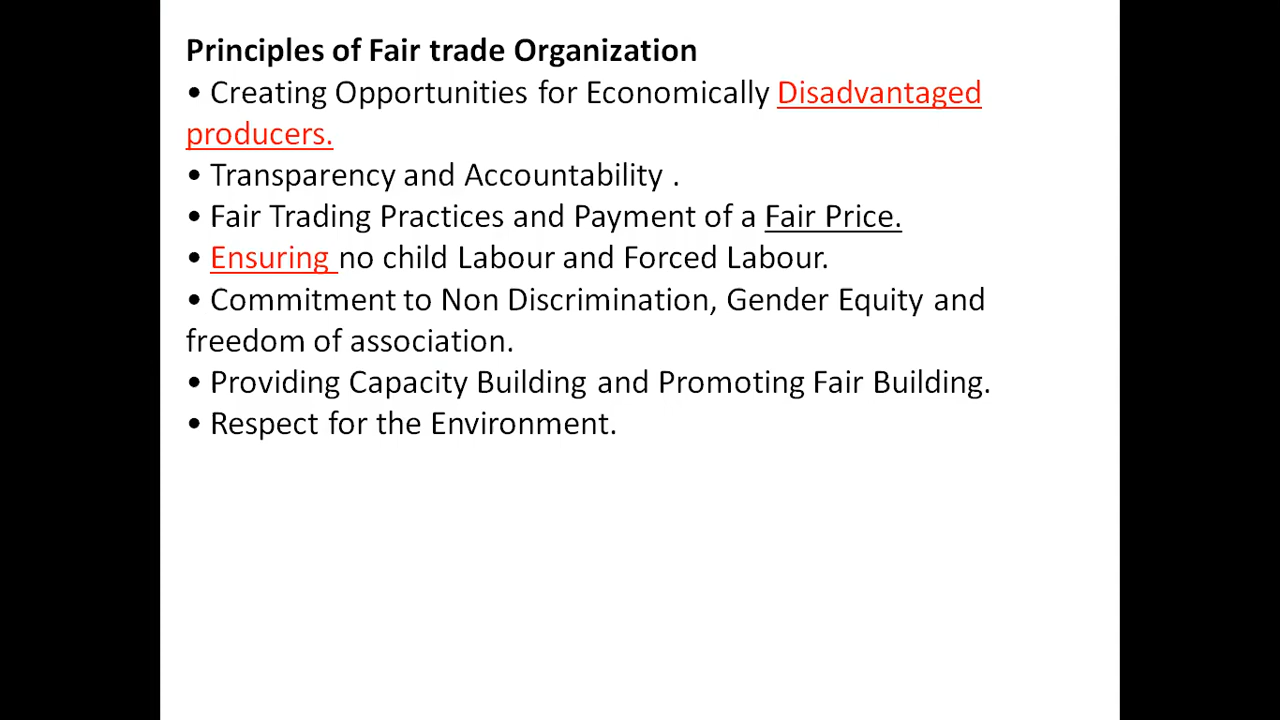 Principles of Fair trade Organization
• Creating Opportunities for Economically Disadvantaged
producers.
• Transparency and Accountability .
• Fair Trading Practices and Payment of a Fair Price.
• Ensuring no child Labour and Forced Labour.
• Commitment to Non Discrimination, Gender Equity and
freedom of association.
• Providing Capacity Building and Promoting Fair Building.
• Respect for the Environment.